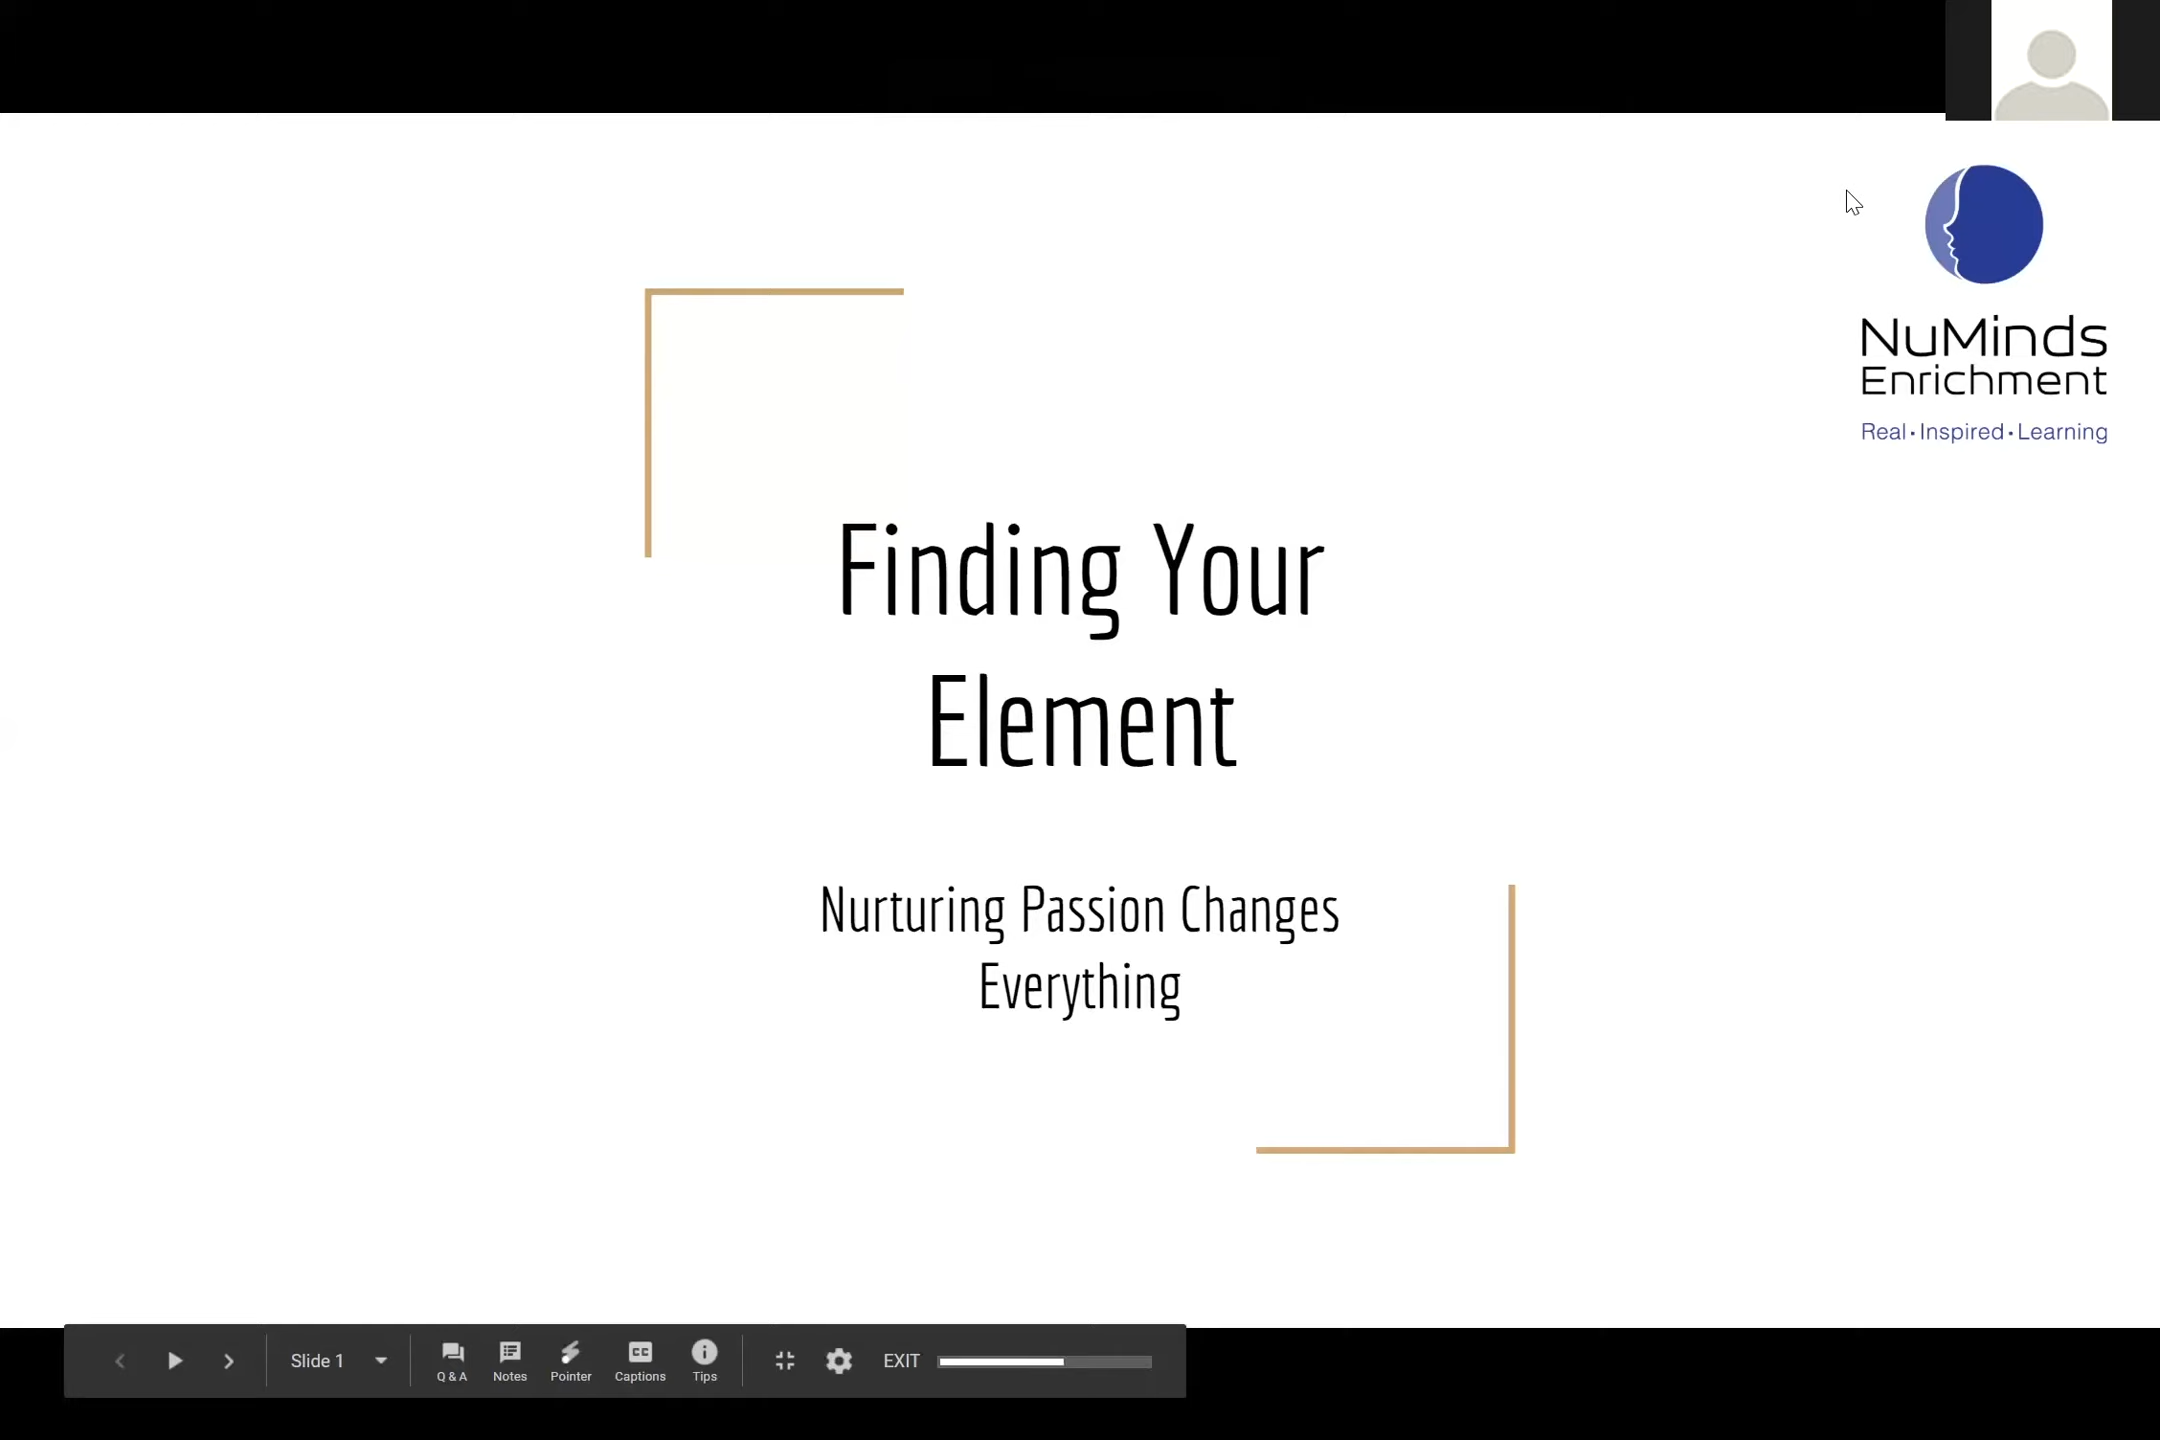 NuMinds
Enrichment
Real・Inspired・Learning
Finding Your
Element
Nurturing Passion Changes
Everything
Slide 1
Q & A
Notes
Pointer
CC
Captions
Tips
EXIT